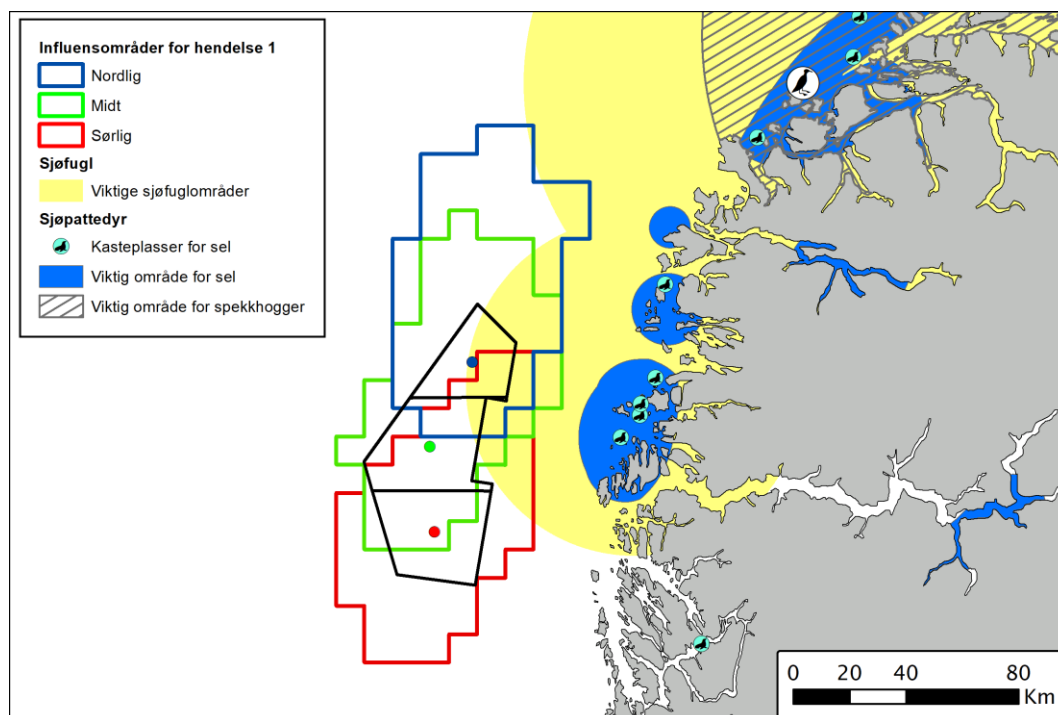 Influensområder for hendelse 1
Nordlig
Midt
Sørlig
Sjøfugl
Viktige sjøfuglområder
Sjøpattedyr
Kasteplasser for sel
Viktig område for sel
Viktig område for spekkhogger
0 20 40 80
Km